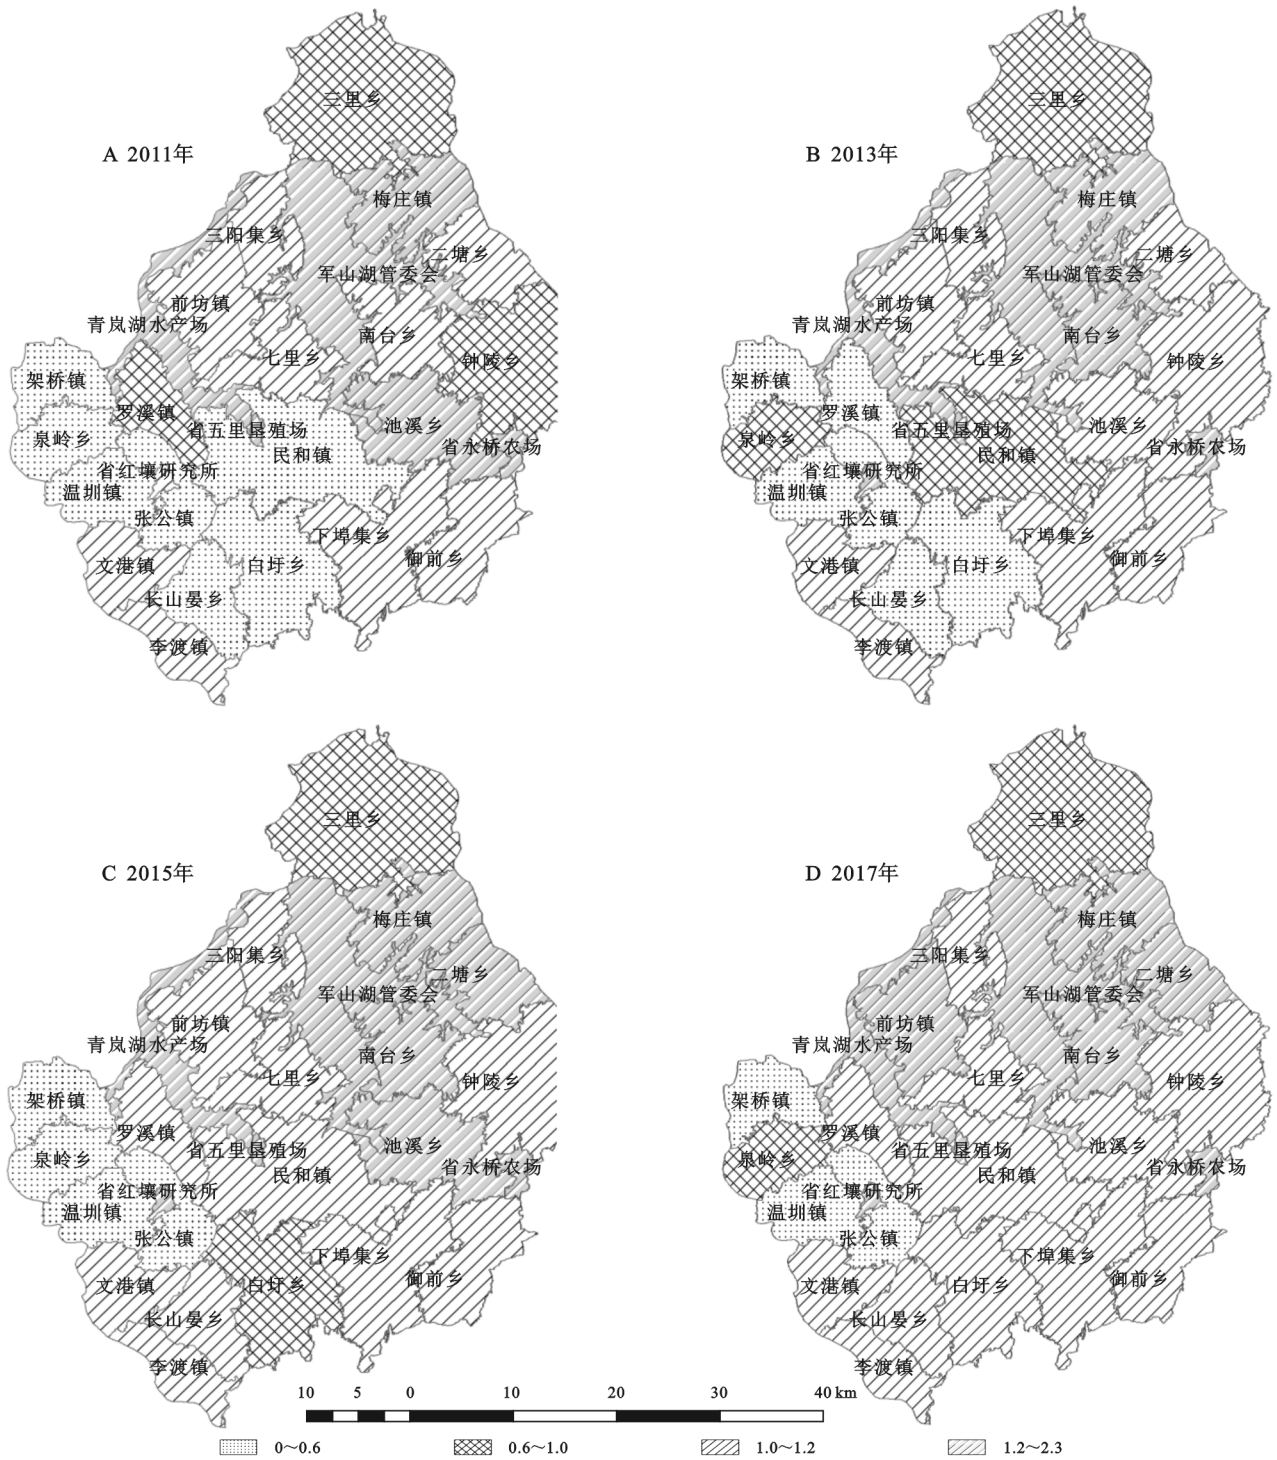 三里乡
A 2011年
梅庄镇
三阳集乡
二塘乡
军山湖管委会
前坊镇
青岚湖水产场
南台乡
七里乡
钟陵乡
架桥镇
罗溪镇
池溪乡
泉岭乡
省五里垦殖场
省永桥农场
民和镇
省红壤研究所
温圳镇
张公镇
下埠集乡
文港镇
白圩乡
御前乡
长山晏乡
李渡镇
三里乡
B 2013年
梅庄镇
三阳集乡
二塘乡
军山湖管委会
前坊镇
青岚湖水产场
南台乡
七里乡
钟陵乡
架桥镇
罗溪镇
池溪乡
泉岭乡
省五里垦殖场
省永桥农场
民和镇
省红壤研究所
温圳镇
张公镇
下埠集乡
文港镇
白圩乡
御前乡
长山晏乡
李渡镇
三里乡
C 2015年
梅庄镇
三阳集乡
二塘乡
军山湖管委会
前坊镇
青岚湖水产场
南台乡
七里乡
钟陵乡
架桥镇
罗溪镇
池溪乡
泉岭乡
省五里垦殖场
省永桥农场
民和镇
省红壤研究所
温圳镇
张公镇
下埠集乡
文港镇
白圩乡
御前乡
长山晏乡
李渡镇
三里乡
D 2017年
梅庄镇
三阳集乡
二塘乡
军山湖管委会
前坊镇
青岚湖水产场
南台乡
七里乡
钟陵乡
架桥镇
罗溪镇
池溪乡
泉岭乡
省五里垦殖场
省永桥农场
民和镇
省红壤研究所
温圳镇
张公镇
下埠集乡
文港镇
白圩乡
御前乡
长山晏乡
李渡镇
10 5 0 10 20 30 40 km
0～0.6 0.6～1.0 1.0～1.2 1.2～2.3